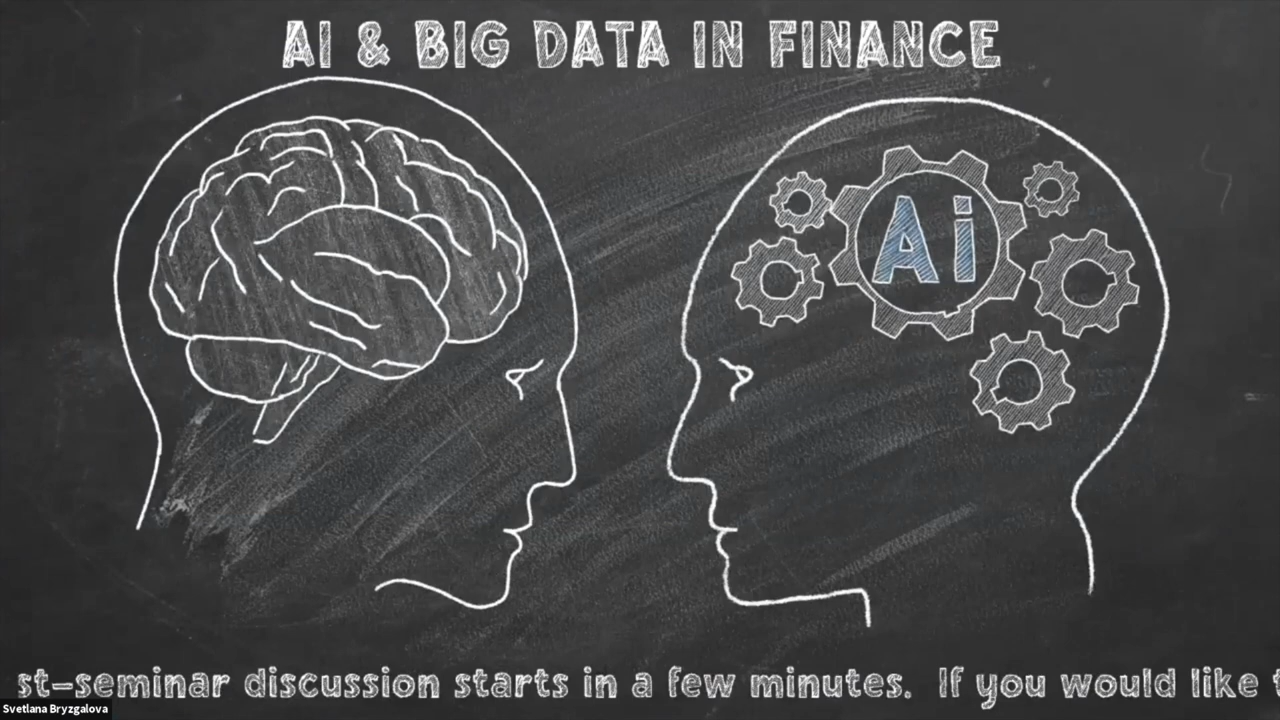 AI & BIG DATA IN FINANCE
Ai
st-seminar discussion starts in a few minutes. If you would like
Svetlana Bryzgalova